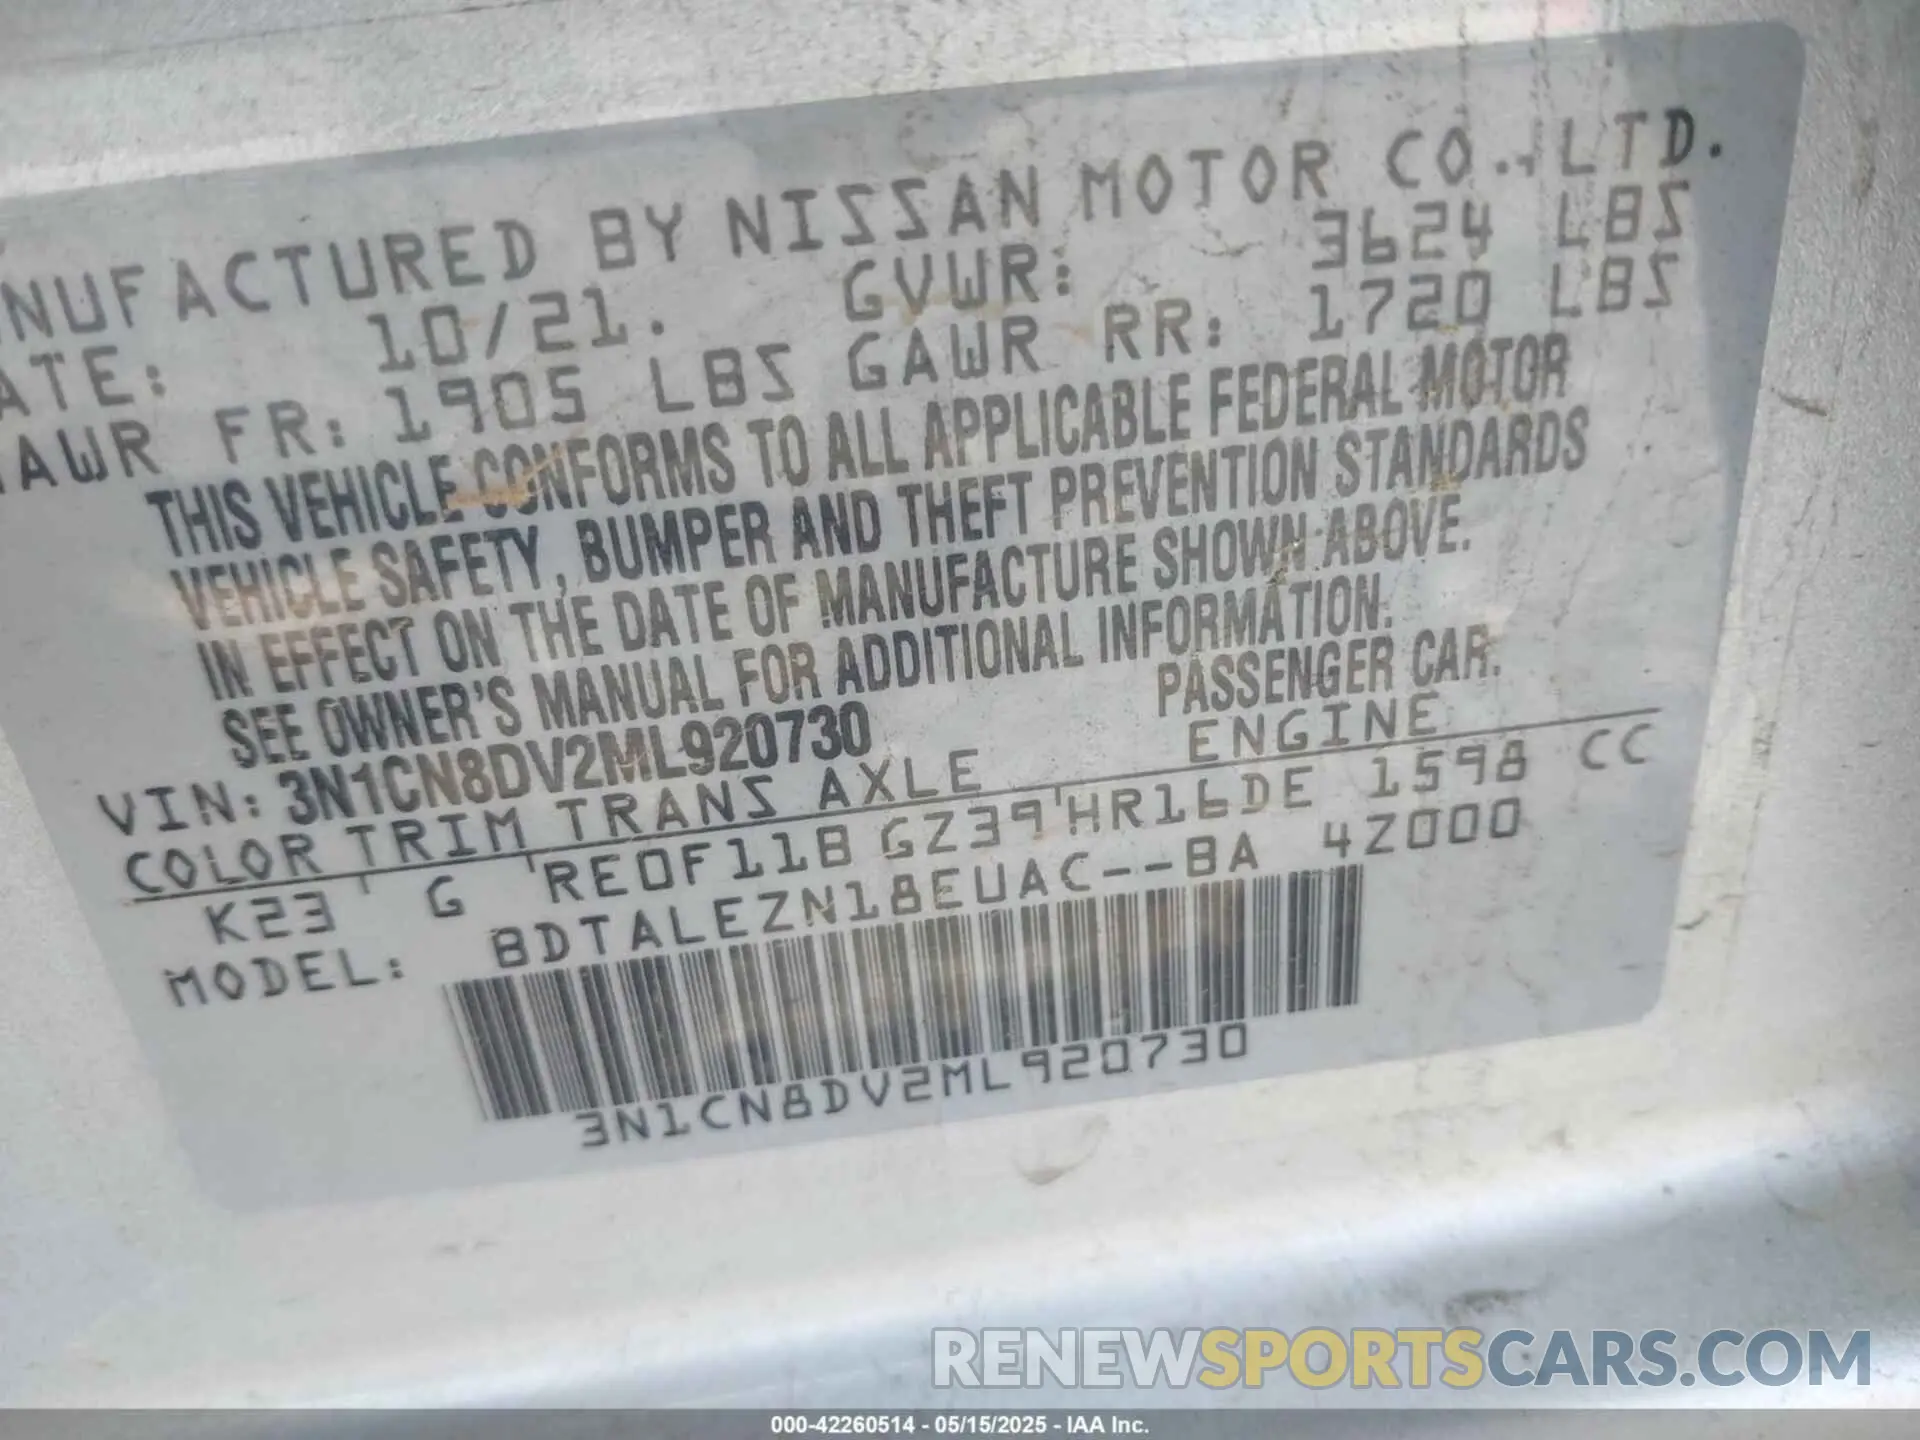 NUFACTURED BY NISSAN MOTOR CO., LTD.
ATE: 10/21. GVWR: 3624 LBS
AWR FR: 1905 LBS GAWR RR: 1720 LBS
THIS VEHICLE CONFORMS TO ALL APPLICABLE FEDERAL MOTOR
VEHICLE SAFETY, BUMPER AND THEFT PREVENTION STANDARDS
IN EFFECT ON THE DATE OF MANUFACTURE SHOWN ABOVE.
SEE OWNER'S MANUAL FOR ADDITIONAL INFORMATION.
VIN: 3N1CN8DV2ML920730 PASSENGER CAR.
COLOR TRIM TRANS AXLE ENGINE
K23 G RE0F11B GZ39 HR16DE 1598 CC
MODEL: BDTALEZN18EUAC--BA 4Z000
3N1CN8DV2ML920730
RENEWSPORTSCARS.COM
000-42260514 - 05/15/2025 - IAA Inc.